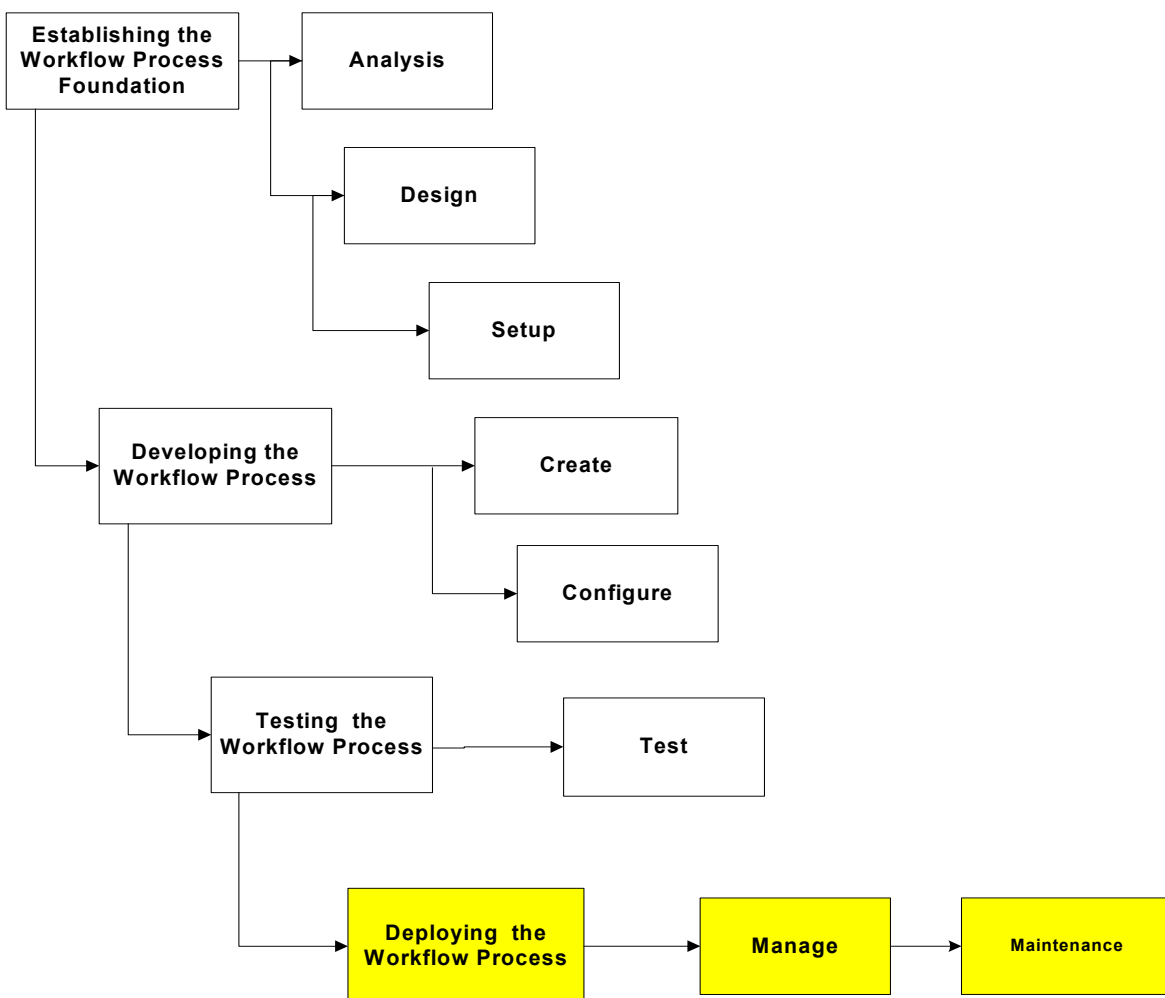 Establishing the
Workflow Process
Foundation
Analysis
Design
Setup
Developing the
Workflow Process
Create
Configure
Testing the
Workflow Process
Test
Deploying the
Workflow Process
Manage
Maintenance